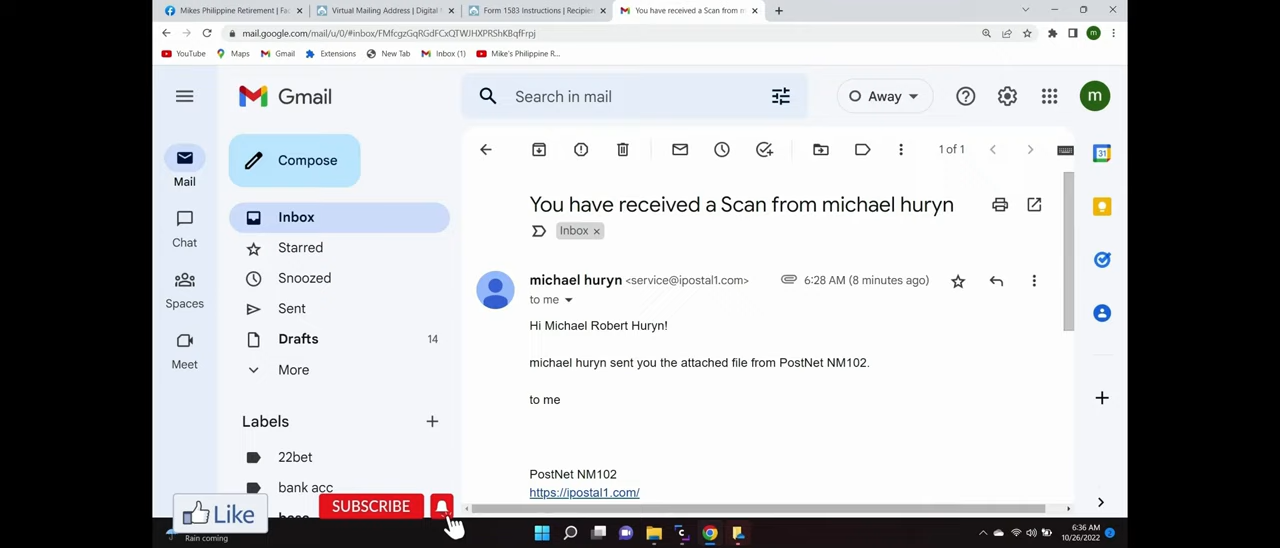 Mikes Philippine Retirement | Fac
Virtual Mailing Address | Digital M
Form 1583 Instructions | Recipien
You have received a Scan from m
mail.google.com/mail/u/0/#inbox/FMfcgzGqRGdFCxQTWJHXPRShKBqfFrpj
YouTube
Maps
Gmail
Extensions
New Tab
Inbox (1)
Mike's Philippine R...
Gmail
Search in mail
Away
m
Compose
Mail
Chat
Spaces
Meet
Inbox
Starred
Snoozed
Sent
Drafts 14
More
Labels
22bet
bank acc
1 of 1
You have received a Scan from michael huryn
Inbox ×
michael huryn <service@ipostal1.com> 6:28 AM (8 minutes ago)
to me
Hi Michael Robert Huryn!
michael huryn sent you the attached file from PostNet NM102.
to me
PostNet NM102
https://ipostal1.com/
31
Like
SUBSCRIBE
Rain coming
6:36 AM
10/26/2022